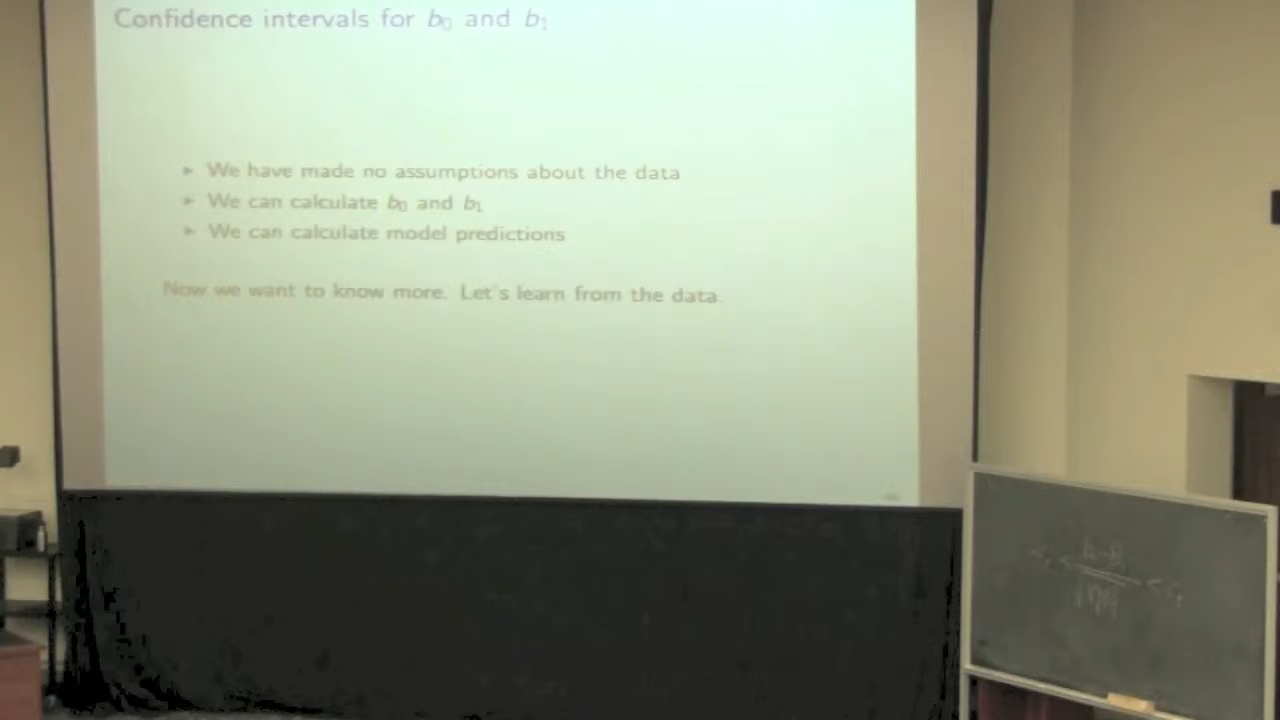 Confidence intervals for b₀ and b₁
► We have made no assumptions about the data
► We can calculate b₀ and b₁
► We can calculate model predictions
Now we want to know more. Let's learn from the data.